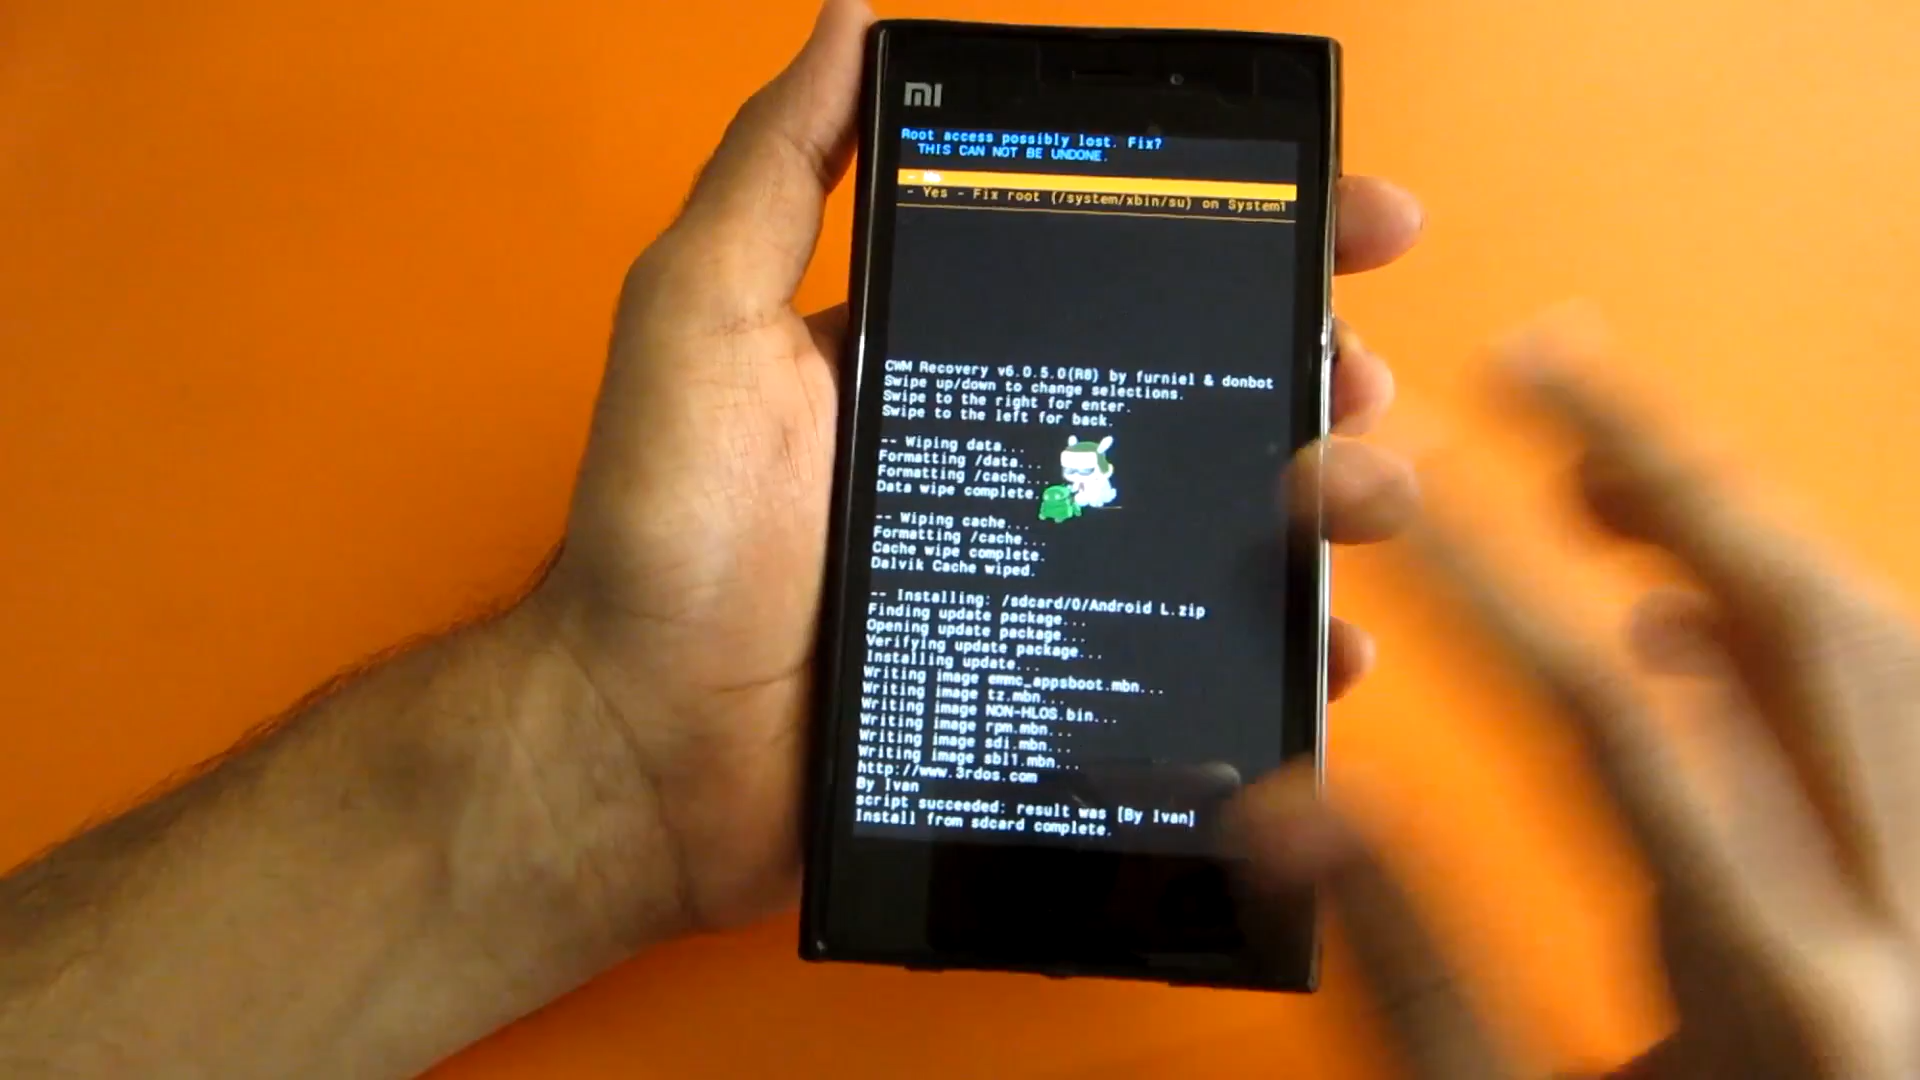 MI
Root access possibly lost. Fix?
THIS CAN NOT BE UNDONE.
- No
- Yes - Fix root (/system/xbin/su) on System1
CWM Recovery v6.0.5.0(R8) by furniel & donbot
Swipe up/down to change selections.
Swipe to the right for enter.
Swipe to the left for back.
-- Wiping data...
Formatting /data...
Formatting /cache...
Data wipe complete.
-- Wiping cache...
Formatting /cache...
Cache wipe complete.
Dalvik Cache wiped.
-- Installing: /sdcard/0/Android L.zip
Finding update package...
Opening update package...
Verifying update package...
Installing update...
Writing image emmc_appsboot.mbn...
Writing image tz.mbn...
Writing image NON-HLOS.bin...
Writing image rpm.mbn...
Writing image sdi.mbn...
Writing image sbl1.mbn...
http://www.3rdos.com
By Ivan
script succeeded: result was [By Ivan]
Install from sdcard complete.